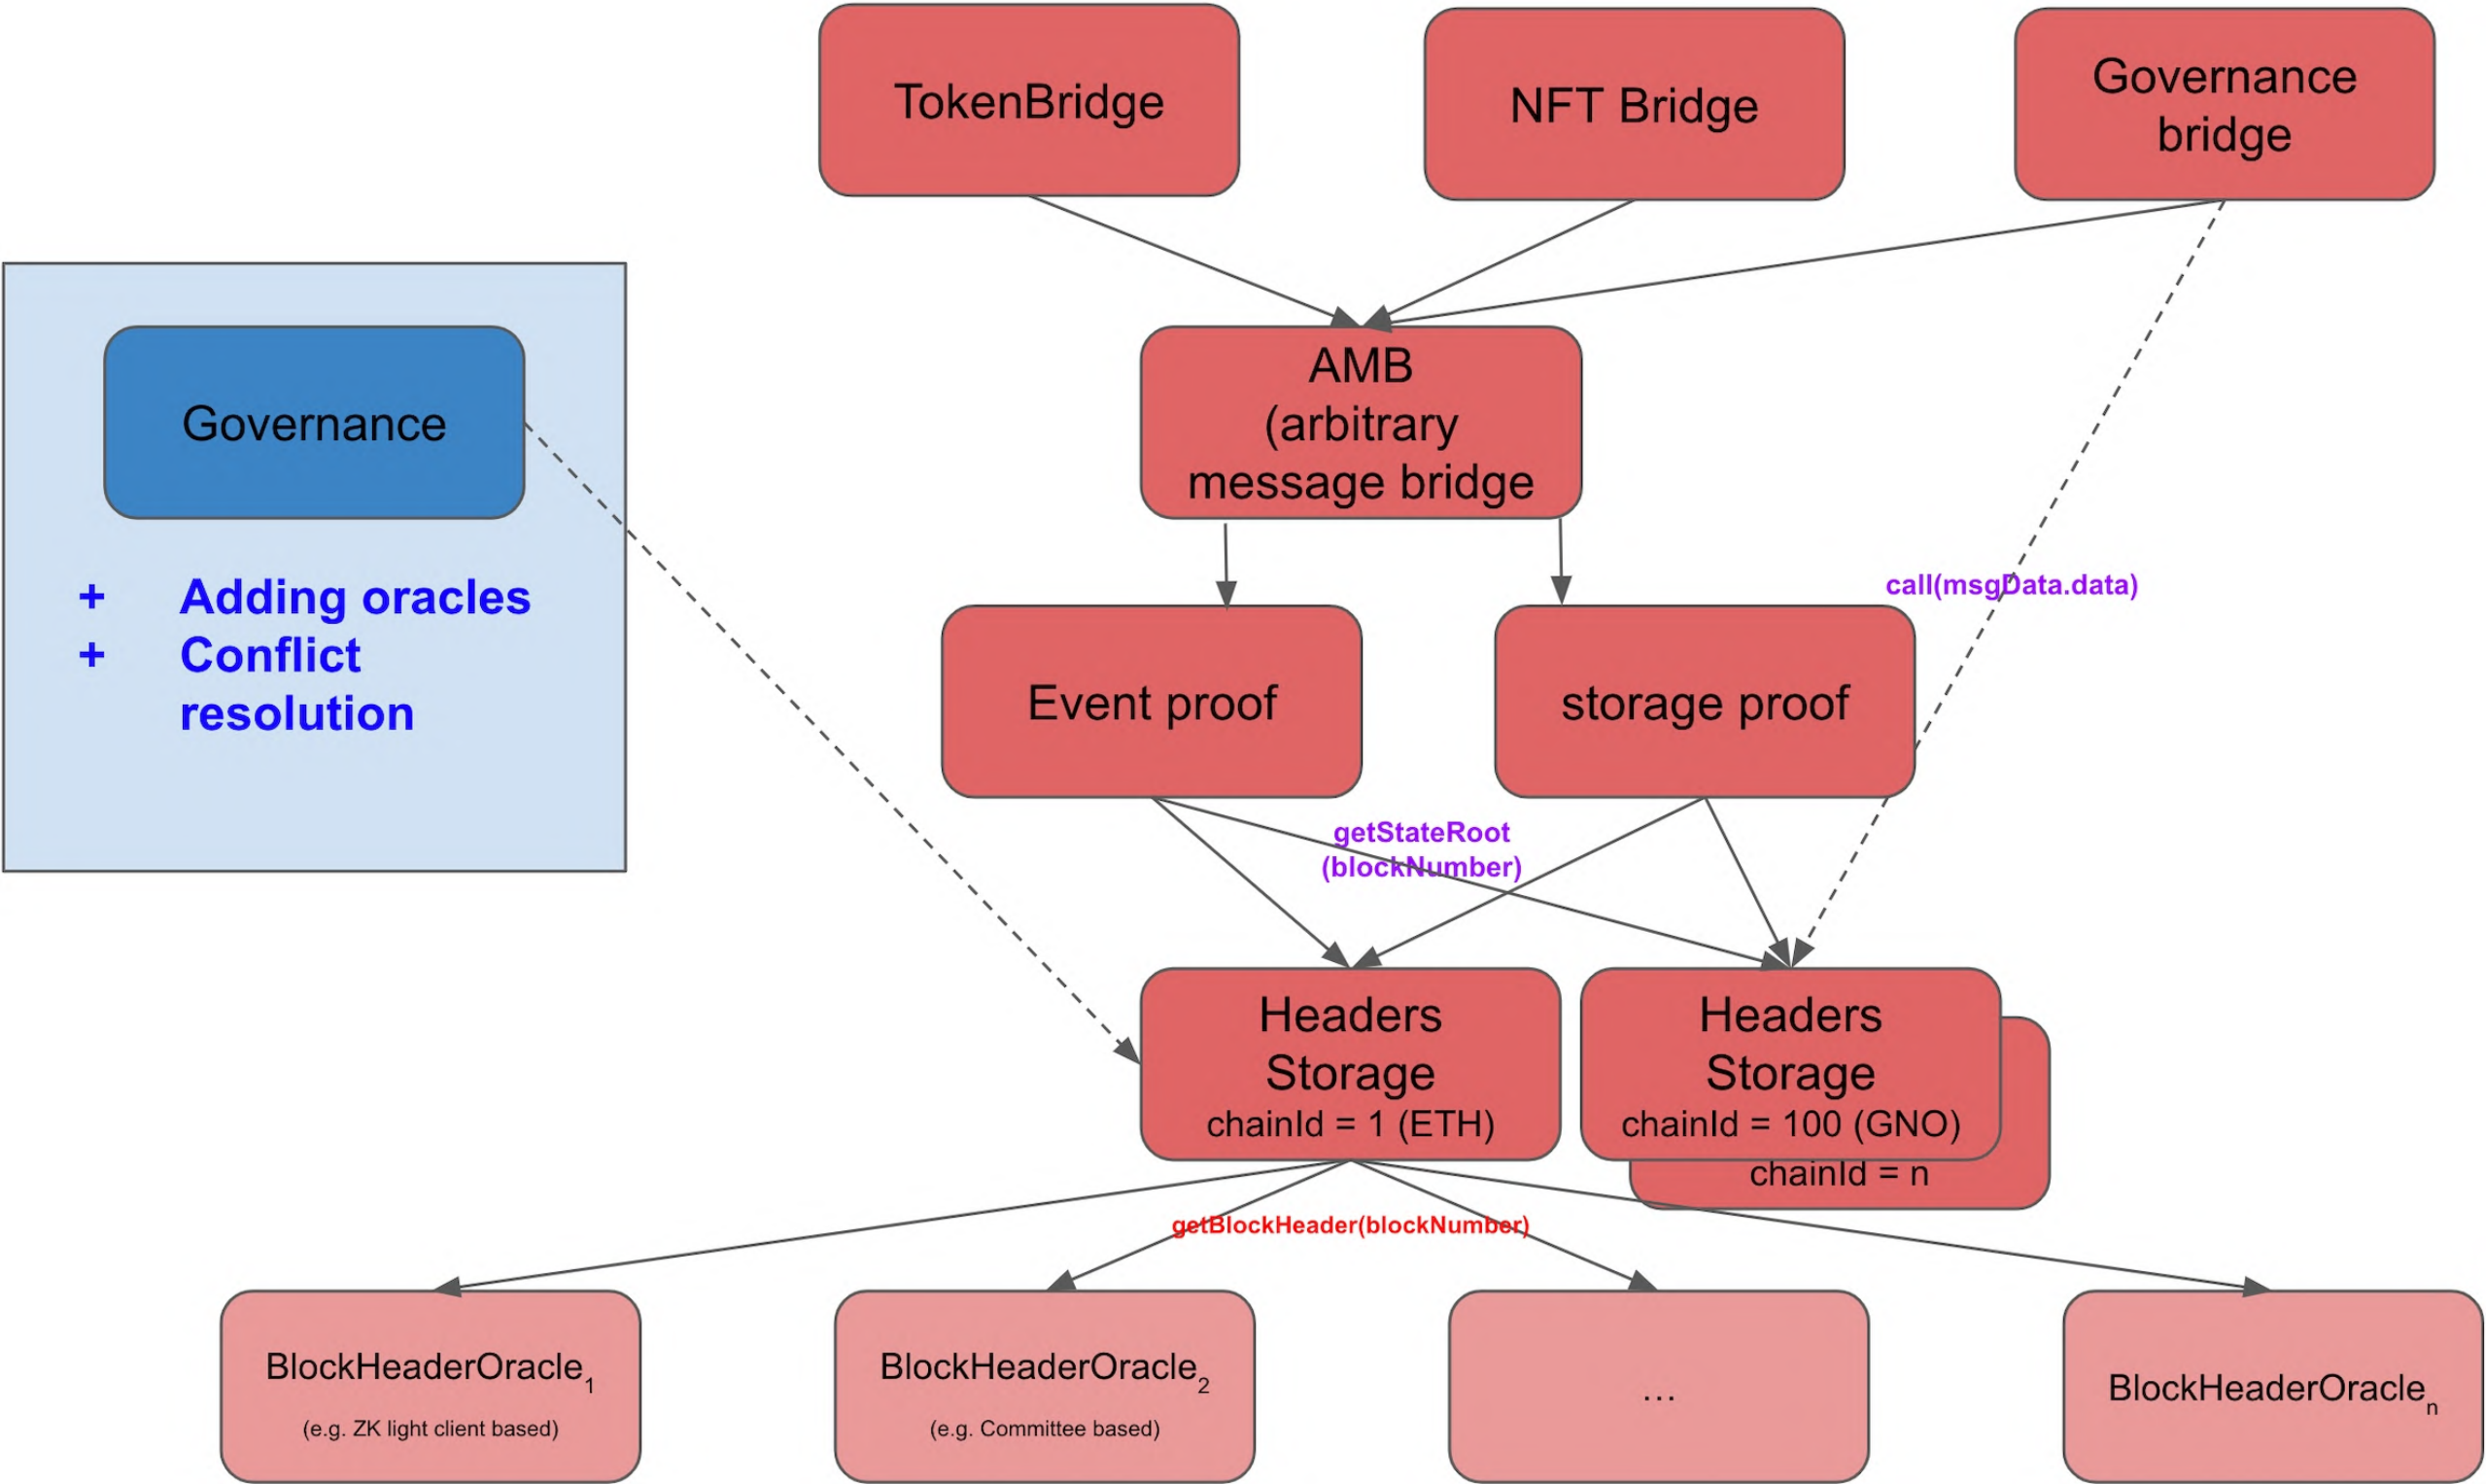 TokenBridge
NFT Bridge
Governance
bridge
Governance
+ Adding oracles
+ Conflict
resolution
AMB
(arbitrary
message bridge
call(msgData.data)
Event proof
storage proof
getStateRoot
(blockNumber)
Headers
Storage
chainId = 1 (ETH)
Headers
Storage
chainId = 100 (GNO)
chainId = n
getBlockHeader(blockNumber)
BlockHeaderOracle1
(e.g. ZK light client based)
BlockHeaderOracle2
(e.g. Committee based)
...
BlockHeaderOraclen